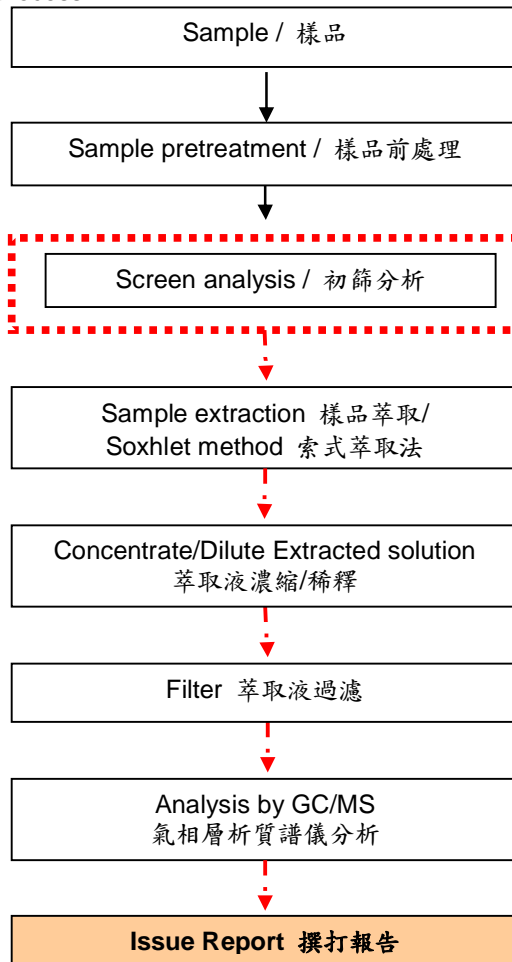 Sample / 樣品
Sample pretreatment / 樣品前處理
Screen analysis / 初篩分析
Sample extraction 樣品萃取/
Soxhlet method 索式萃取法
Concentrate/Dilute Extracted solution
萃取液濃縮/稀釋
Filter 萃取液過濾
Analysis by GC/MS
氣相層析質譜儀分析
Issue Report 撰打報告